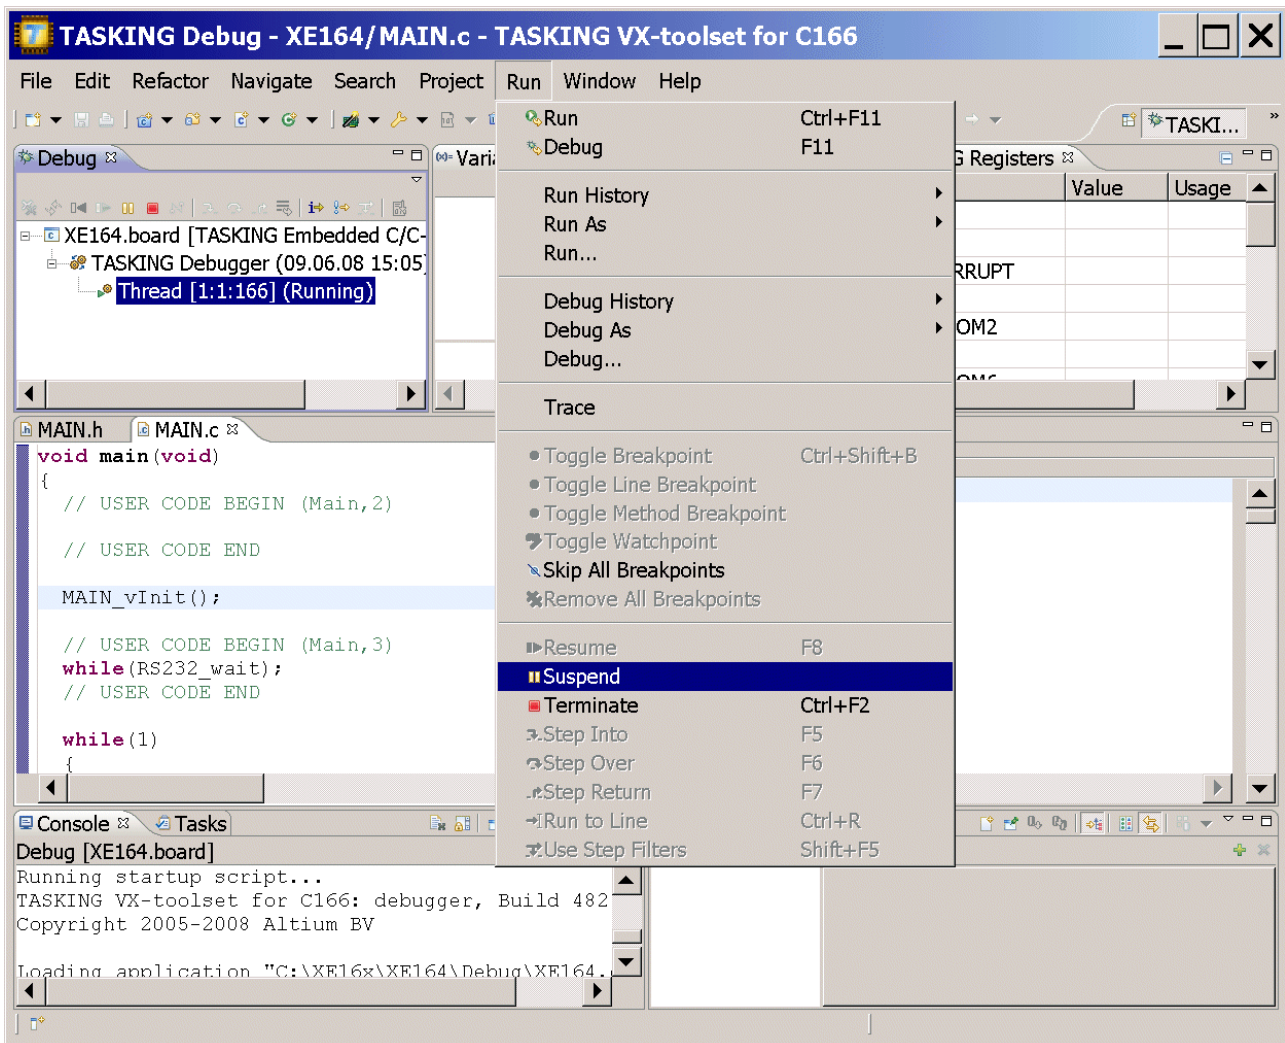 TASKING Debug - XE164/MAIN.c - TASKING VX-toolset for C166
File Edit Refactor Navigate Search Project Run Window Help
TASKI...
»
Debug
Varia
G Registers
Value Usage
RRUPT
OM2
XE164.board [TASKING Embedded C/C-
TASKING Debugger (09.06.08 15:05)
Thread [1:1:166] (Running)
Run Ctrl+F11
Debug F11
Run History
Run As
Run...
Debug History
Debug As
Debug...
Trace
Toggle Breakpoint Ctrl+Shift+B
Toggle Line Breakpoint
Toggle Method Breakpoint
Toggle Watchpoint
Skip All Breakpoints
Remove All Breakpoints
Resume F8
Suspend
Terminate Ctrl+F2
Step Into F5
Step Over F6
Step Return F7
Run to Line Ctrl+R
Use Step Filters Shift+F5
MAIN.h MAIN.c
void main(void)
{
// USER CODE BEGIN (Main,2)
// USER CODE END
MAIN_vInit();
// USER CODE BEGIN (Main,3)
while(RS232_wait);
// USER CODE END
while(1)
{
Console Tasks
Debug [XE164.board]
Running startup script...
TASKING VX-toolset for C166: debugger, Build 482
Copyright 2005-2008 Altium BV
Loading application "C:\XE16x\XE164\Debug\XE164.